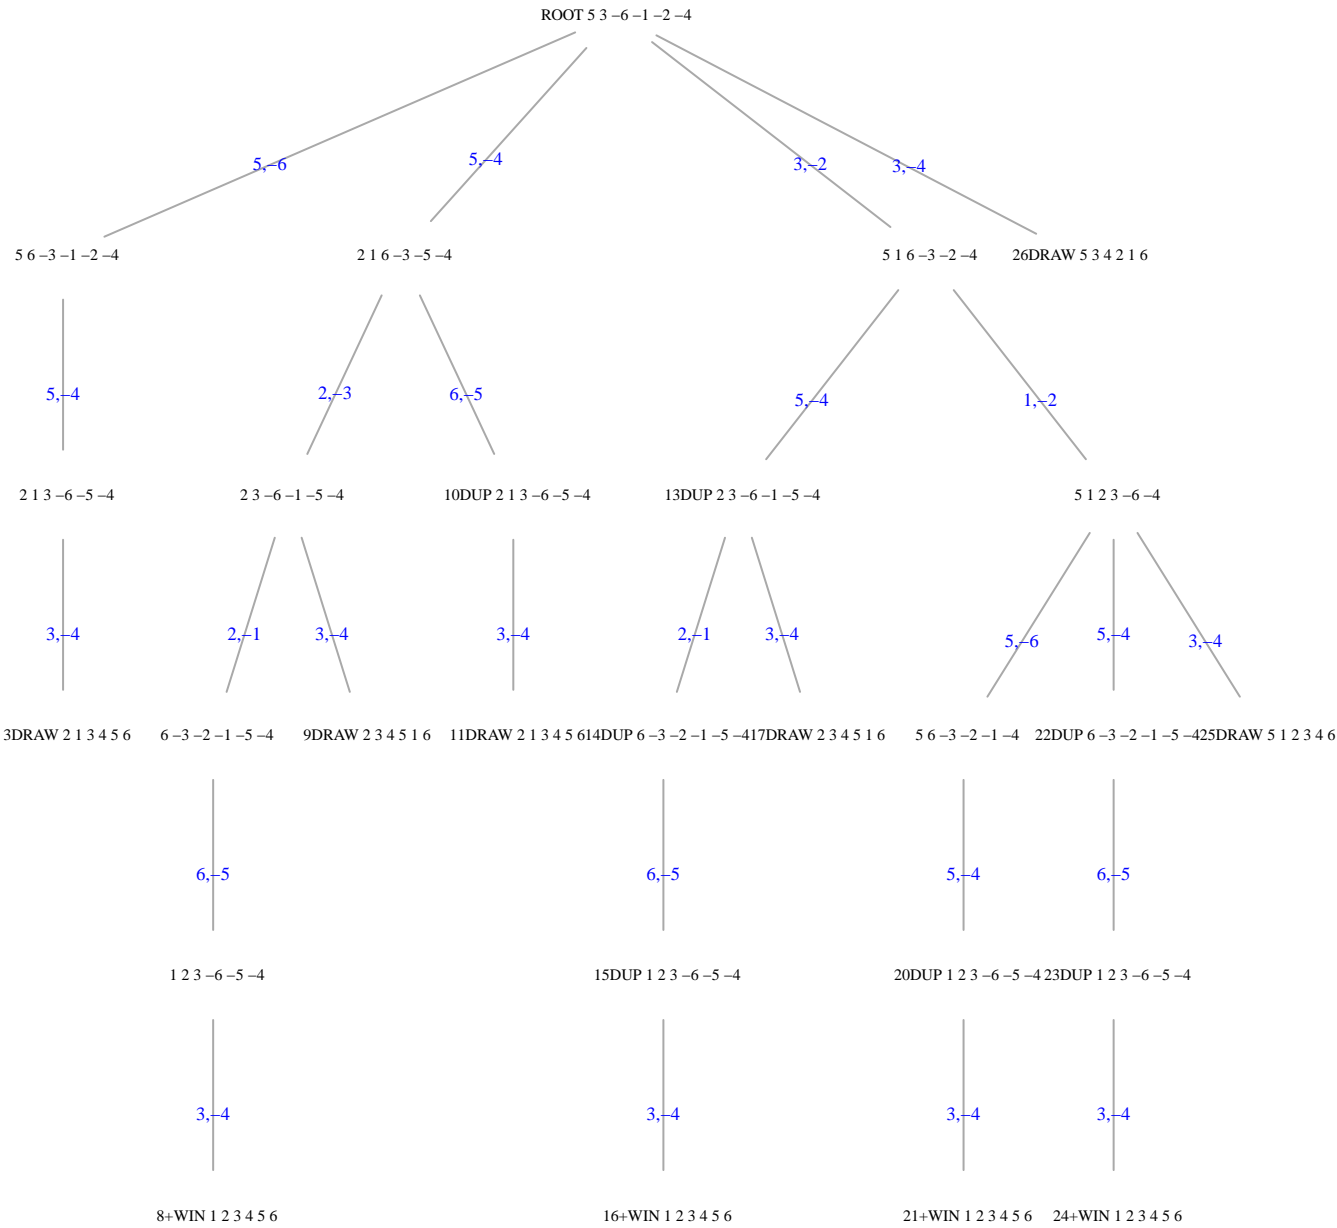 ROOT 5 3 −6 −1 −2 −4
5,−6 5,−4 3,−2 3,−4
5 6 −3 −1 −2 −4 2 1 6 −3 −5 −4 5 1 6 −3 −2 −4 26DRAW 5 3 4 2 1 6
5,−4 2,−3 6,−5 5,−4 1,−2
2 1 3 −6 −5 −4 2 3 −6 −1 −5 −4 10DUP 2 1 3 −6 −5 −4 13DUP 2 3 −6 −1 −5 −4 5 1 2 3 −6 −4
3,−4 2,−1 3,−4 3,−4 2,−1 3,−4 5,−6 5,−4 3,−4
3DRAW 2 1 3 4 5 6 6 −3 −2 −1 −5 −4 9DRAW 2 3 4 5 1 6 11DRAW 2 1 3 4 5 614DUP 6 −3 −2 −1 −5 −417DRAW 2 3 4 5 1 6 5 6 −3 −2 −1 −4 22DUP 6 −3 −2 −1 −5 −425DRAW 5 1 2 3 4 6
6,−5 6,−5 5,−4 6,−5
1 2 3 −6 −5 −4 15DUP 1 2 3 −6 −5 −4 20DUP 1 2 3 −6 −5 −4 23DUP 1 2 3 −6 −5 −4
3,−4 3,−4 3,−4 3,−4
8+WIN 1 2 3 4 5 6 16+WIN 1 2 3 4 5 6 21+WIN 1 2 3 4 5 6 24+WIN 1 2 3 4 5 6